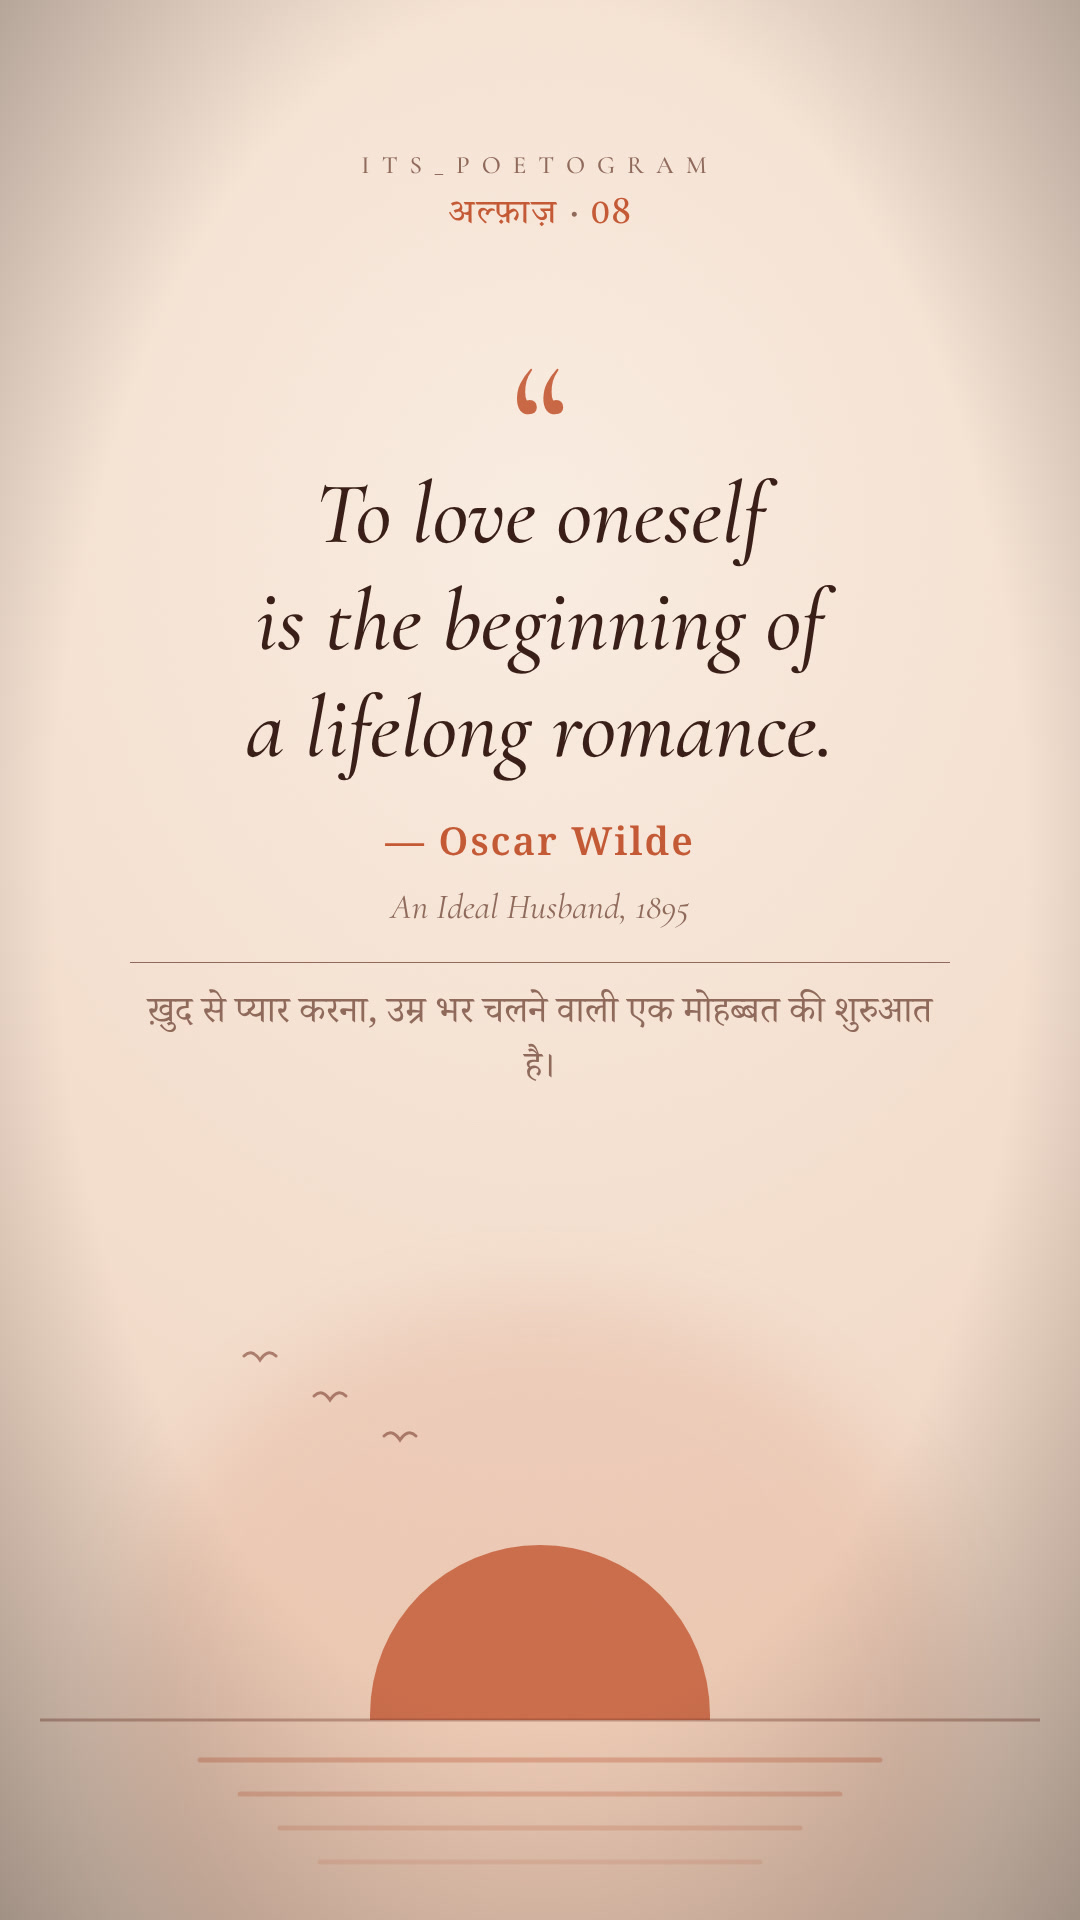 ITS_POETOGRAM
अल्फ़ाज़ · 08
“
To love oneself
is the beginning of
a lifelong romance.
— Oscar Wilde
An Ideal Husband, 1895
ख़ुद से प्यार करना, उम्र भर चलने वाली एक मोहब्बत की शुरुआत
है।